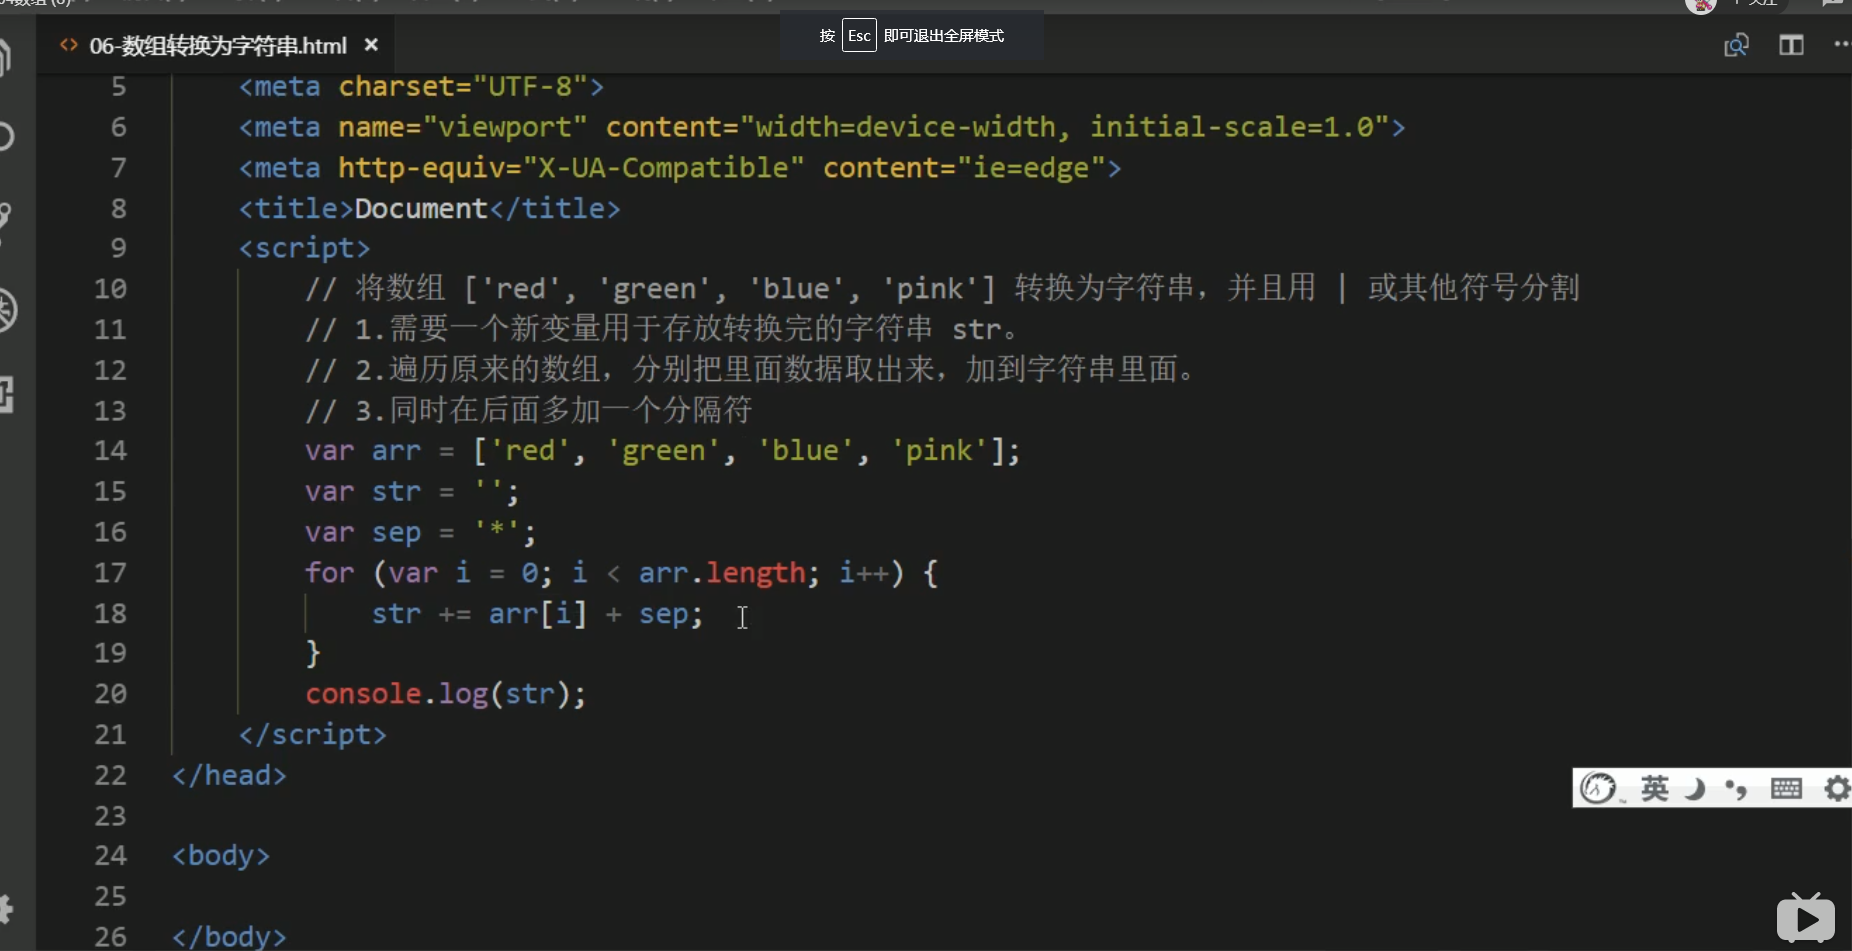 06-数组转换为字符串.html ×
按 Esc 即可退出全屏模式
5 <meta charset="UTF-8">
6 <meta name="viewport" content="width=device-width, initial-scale=1.0">
7 <meta http-equiv="X-UA-Compatible" content="ie=edge">
8 <title>Document</title>
9 <script>
10 // 将数组 ['red', 'green', 'blue', 'pink'] 转换为字符串，并且用 | 或其他符号分割
11 // 1.需要一个新变量用于存放转换完的字符串 str。
12 // 2.遍历原来的数组，分别把里面数据取出来，加到字符串里面。
13 // 3.同时在后面多加一个分隔符
14 var arr = ['red', 'green', 'blue', 'pink'];
15 var str = '';
16 var sep = '*';
17 for (var i = 0; i < arr.length; i++) {
18 str += arr[i] + sep;
19 }
20 console.log(str);
21 </script>
22 </head>
23
24 <body>
25
26 </body>
英